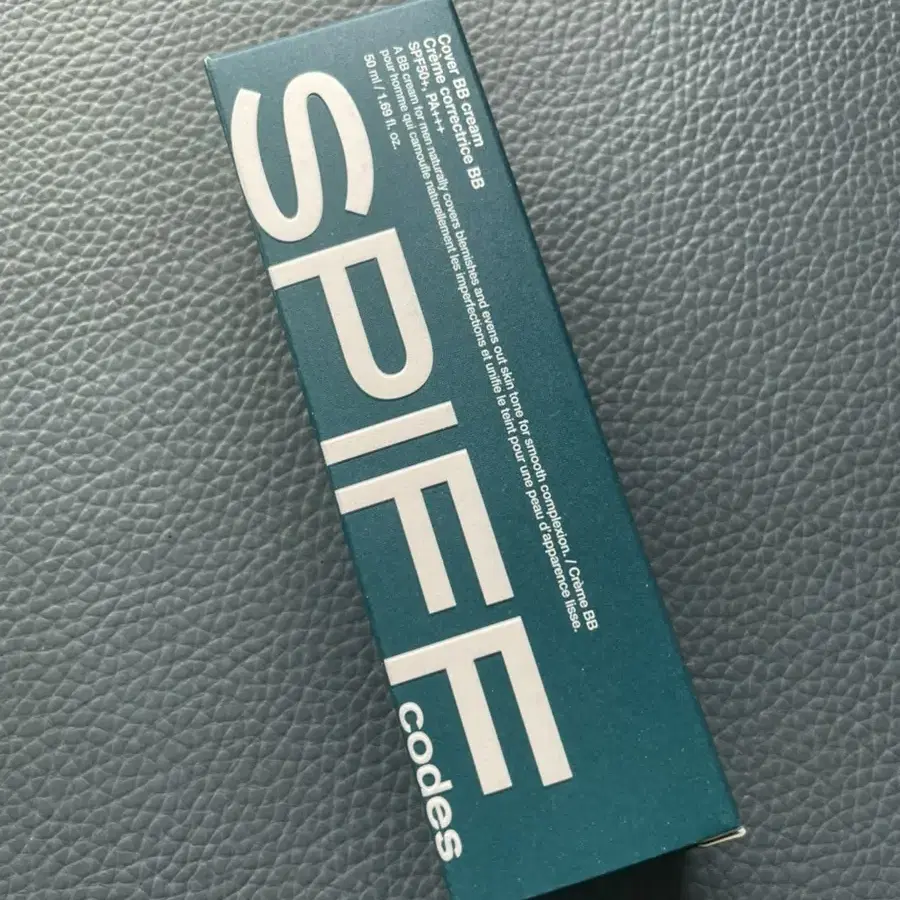 Cover BB cream
Crème correctrice BB
SPF50+, PA+++
A BB cream for men naturally covers blemishes and evens out skin tone for smooth complexion. / Crème BB
pour homme qui camoufle naturellement les imperfections et unifie le teint pour une peau d'apparence lisse.
50 ml / 1.69 fl. oz.
SPIFF
codes